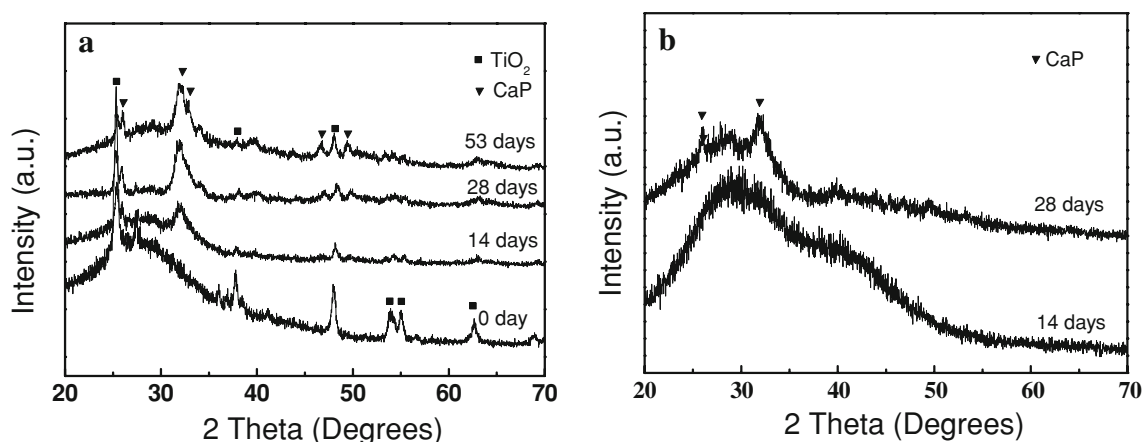 a
■ TiO2
▼ CaP
53 days
28 days
14 days
0 day
Intensity (a.u.)
20 30 40 50 60 70
2 Theta (Degrees)
b
▼ CaP
28 days
14 days
Intensity (a.u.)
20 30 40 50 60 70
2 Theta (Degrees)